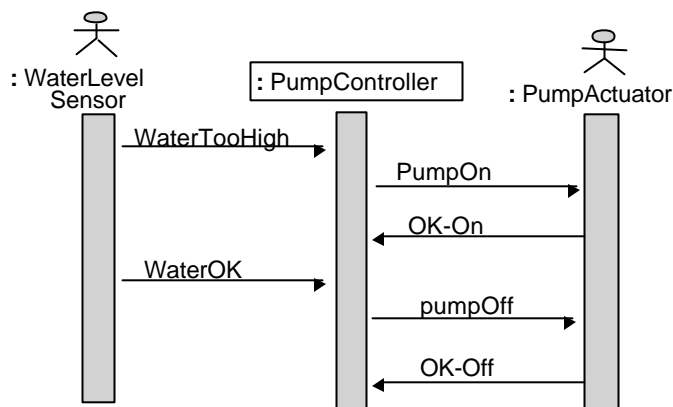 : WaterLevel
Sensor
: PumpController
: PumpActuator
WaterTooHigh
PumpOn
OK-On
WaterOK
pumpOff
OK-Off